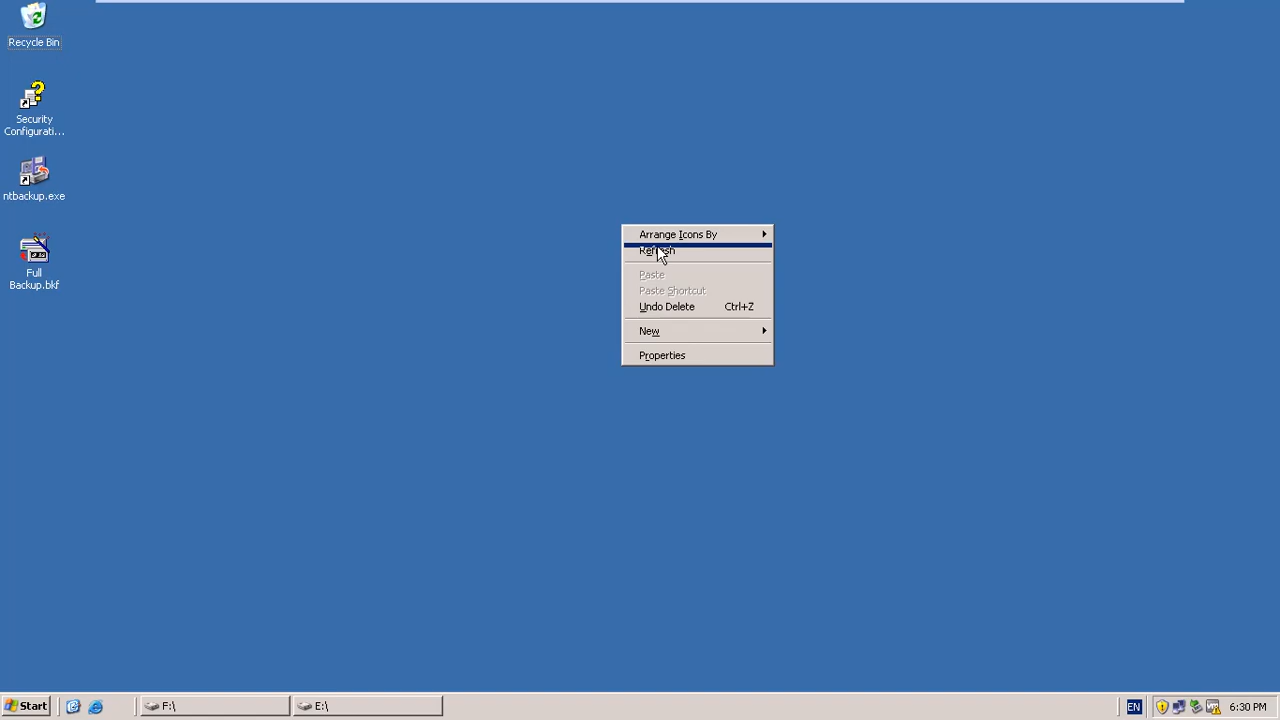 Recycle Bin
Security
Configurati...
ntbackup.exe
Full
Backup.bkf
Arrange Icons By
Refresh
Paste
Paste Shortcut
Undo Delete Ctrl+Z
New
Properties
Start
F:\
E:\
EN
6:30 PM